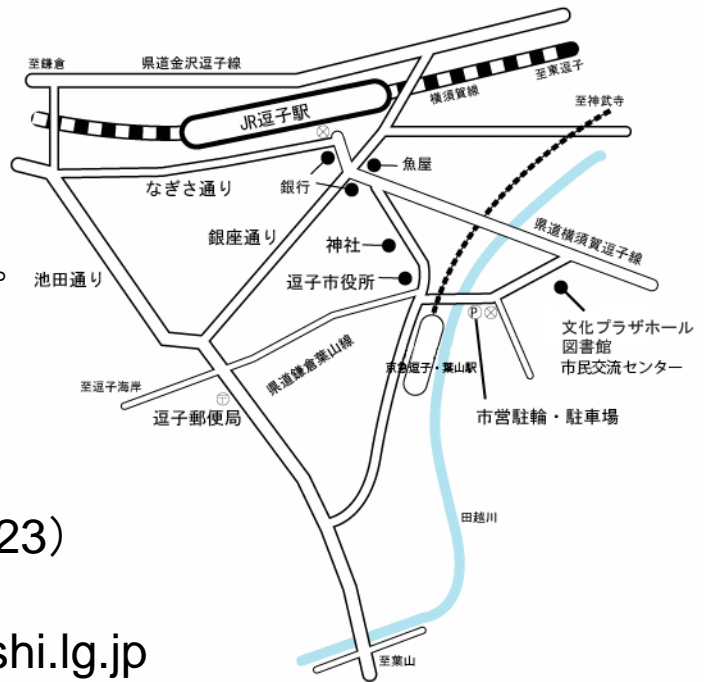 至鎌倉
県道金沢逗子線
至東逗子
横須賀線
至神武寺
JR逗子駅
魚屋
なぎさ通り
銀行
県道横須賀逗子線
銀座通り
神社
。
池田通り
逗子市役所
P
文化プラザホール
図書館
市民交流センター
県道鎌倉葉山線
京急逗子・葉山駅
至逗子海岸
〒
逗子郵便局
市営駐輪・駐車場
田越川
23）
shi.lg.jp
至葉山